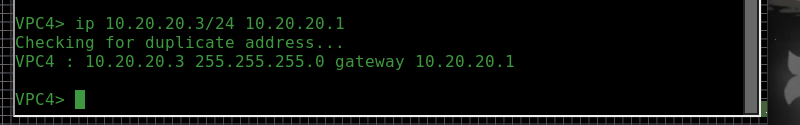 VPC4> ip 10.20.20.3/24 10.20.20.1
Checking for duplicate address...
VPC4 : 10.20.20.3 255.255.255.0 gateway 10.20.20.1
VPC4>